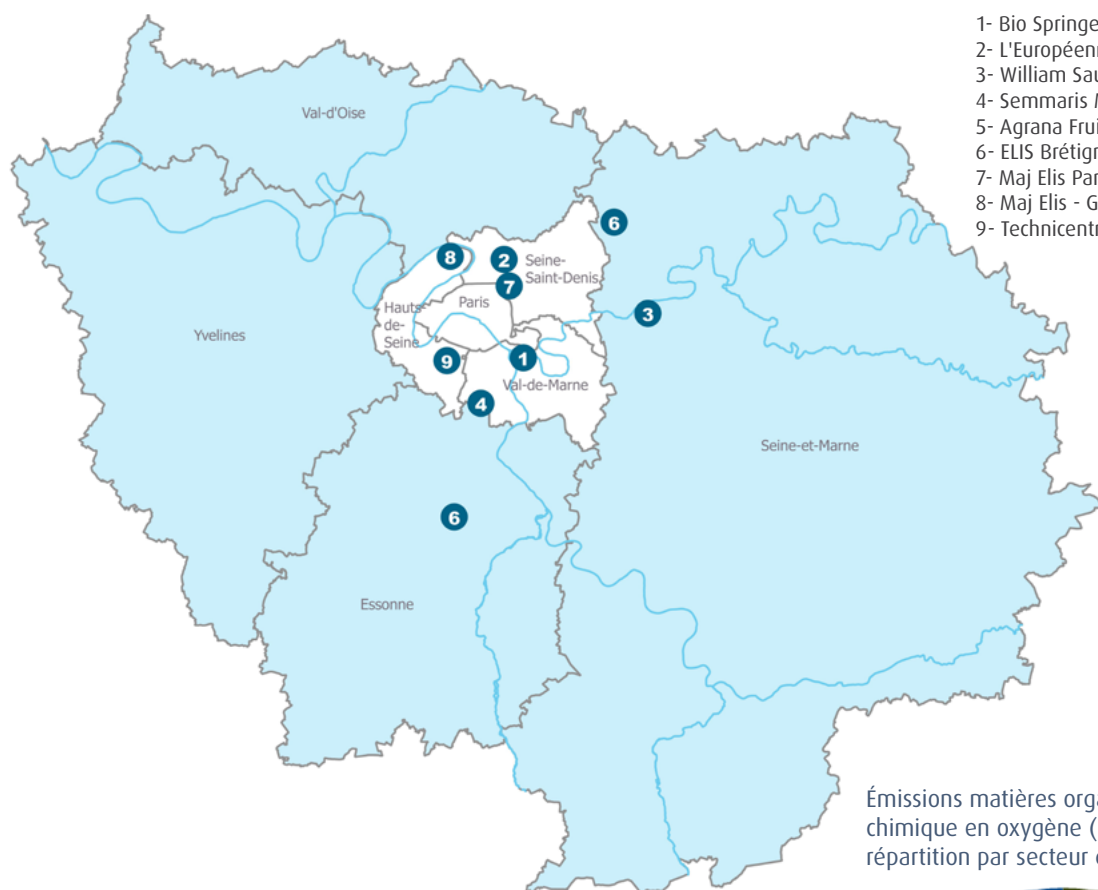 1- Bio Springe
2- L'Européenn
3- William Sau
4- Semmaris M
5- Agrana Frui
6- ELIS Brétign
7- Maj Elis Par
8- Maj Elis - G
9- Technicentr
Val-d'Oise
6
8
2
Seine-
Saint-Denis
7
Paris
Hauts-
de-
Seine
3
Yvelines
9
1
Val-de-Marne
4
Seine-et-Marne
6
Essonne
Émissions matières orga
chimique en oxygène (
répartition par secteur d